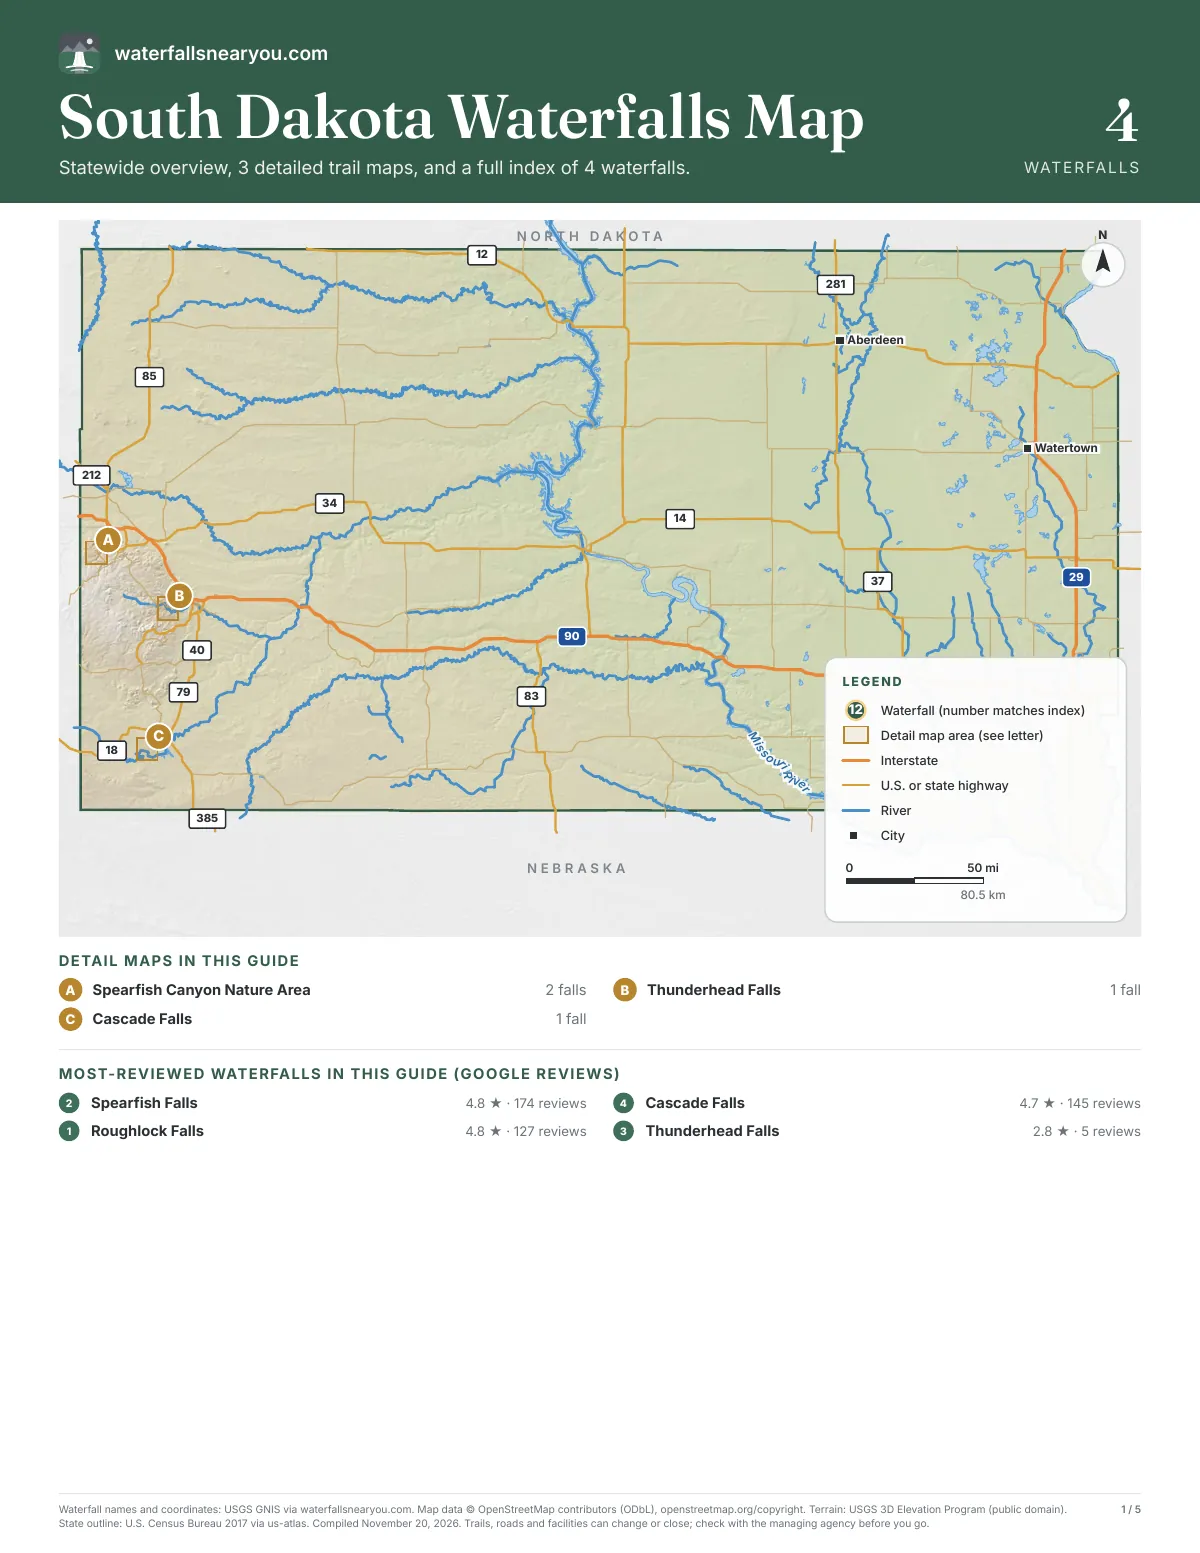 waterfallsnearyou.com
South Dakota Waterfalls Map
Statewide overview, 3 detailed trail maps, and a full index of 4 waterfalls.
4
WATERFALLS
NORTH DAKOTA
N
12
281
Aberdeen
85
Watertown
212
34
14
A
B
37
29
90
40
79
83
C
18
Missouri River
385
NEBRASKA
LEGEND
12 Waterfall (number matches index)
Detail map area (see letter)
Interstate
U.S. or state highway
River
City
0 50 mi
80.5 km
DETAIL MAPS IN THIS GUIDE
A Spearfish Canyon Nature Area 2 falls
B Thunderhead Falls 1 fall
C Cascade Falls 1 fall
MOST-REVIEWED WATERFALLS IN THIS GUIDE (GOOGLE REVIEWS)
2 Spearfish Falls 4.8 ★ · 174 reviews
4 Cascade Falls 4.7 ★ · 145 reviews
1 Roughlock Falls 4.8 ★ · 127 reviews
3 Thunderhead Falls 2.8 ★ · 5 reviews
Waterfall names and coordinates: USGS GNIS via waterfallsnearyou.com. Map data © OpenStreetMap contributors (ODbL), openstreetmap.org/copyright. Terrain: USGS 3D Elevation Program (public domain).
State outline: U.S. Census Bureau 2017 via us-atlas. Compiled November 20, 2026. Trails, roads and facilities can change or close; check with the managing agency before you go.
1 / 5